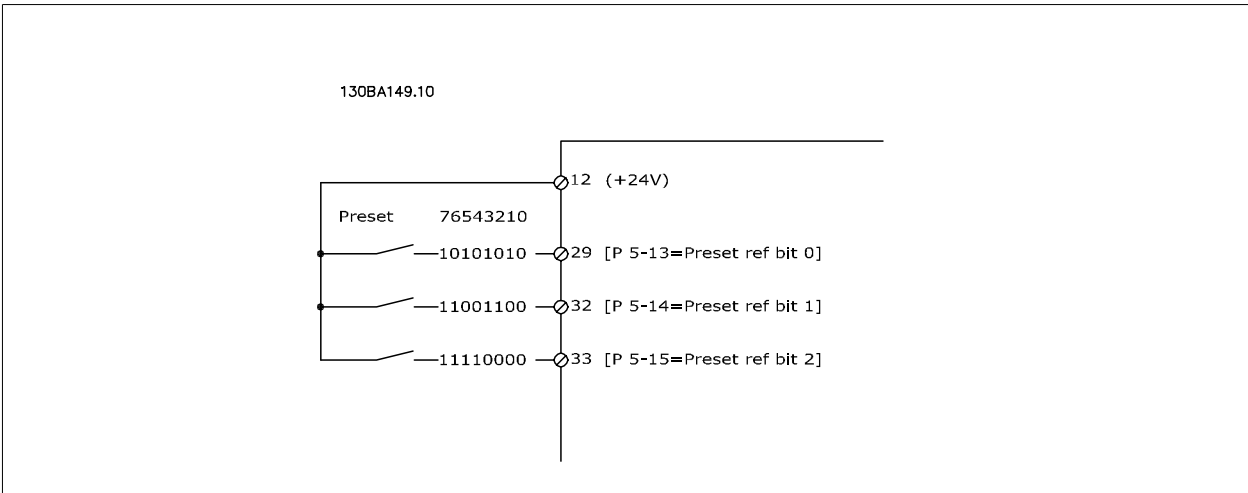 130BA149.10
12 (+24V)
Preset 76543210
10101010 29 [P 5-13=Preset ref bit 0]
11001100 32 [P 5-14=Preset ref bit 1]
11110000 33 [P 5-15=Preset ref bit 2]